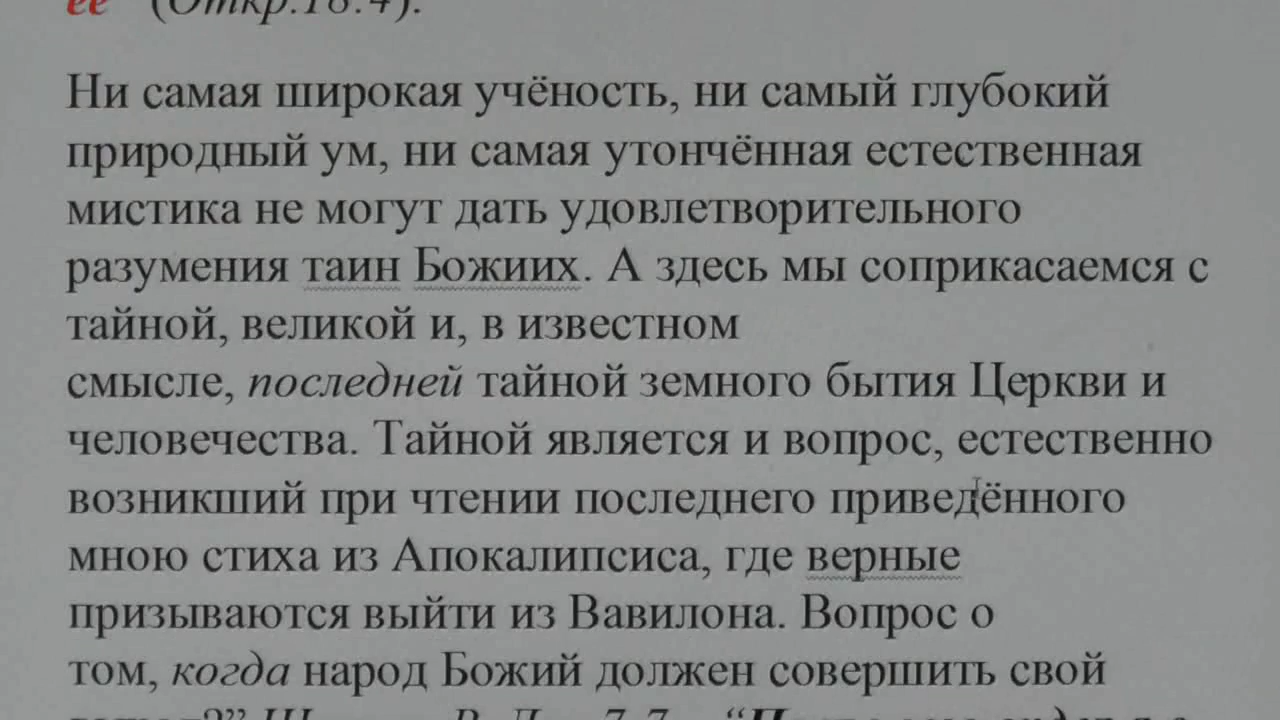 ее" (Откр.18:4).
Ни самая широкая учёность, ни самый глубокий
природный ум, ни самая утончённая естественная
мистика не могут дать удовлетворительного
разумения таин Божиих. А здесь мы соприкасаемся с
тайной, великой и, в известном
смысле, последней тайной земного бытия Церкви и
человечества. Тайной является и вопрос, естественно
возникший при чтении последнего приведённого
мною стиха из Апокалипсиса, где верные
призываются выйти из Вавилона. Вопрос о
том, когда народ Божий должен совершить свой